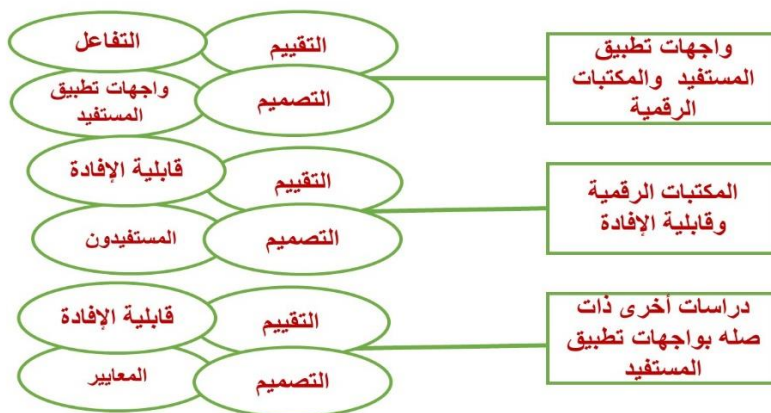 واجهات تطبيق
المستفيد والمكتبات
الرقمية
التقييم
التفاعل
التصميم
واجهات تطبيق
المستفيد
المكتبات الرقمية
وقابلية الإفادة
التقييم
قابلية الإفادة
التصميم
المستفيدون
دراسات أخرى ذات
صله بواجهات تطبيق
المستفيد
التقييم
قابلية الإفادة
التصميم
المعايير